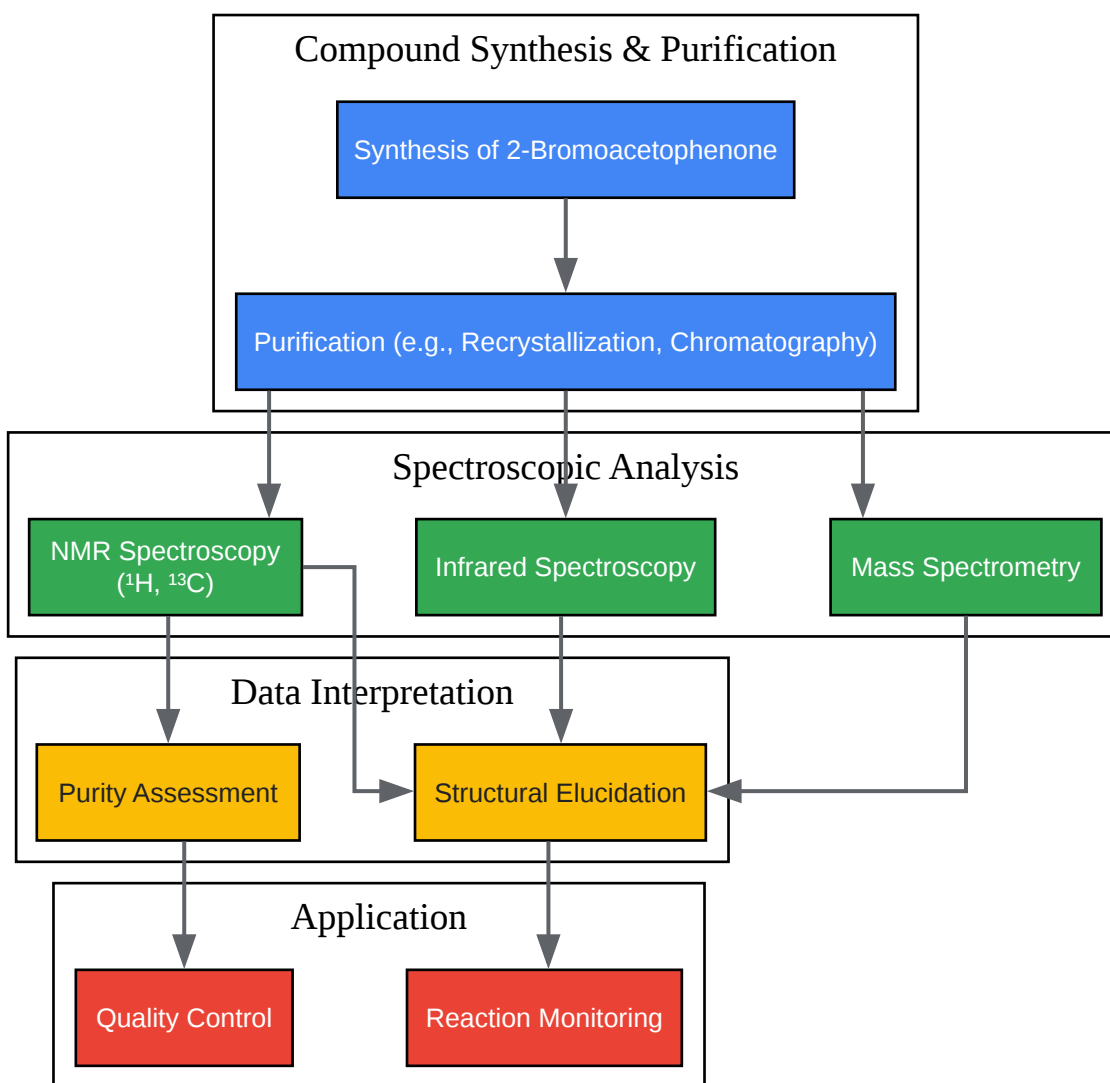 Compound Synthesis & Purification
Synthesis of 2-Bromoacetophenone
Purification (e.g., Recrystallization, Chromatography)
Spectroscopic Analysis
NMR Spectroscopy
(¹H, ¹³C)
Infrared Spectroscopy
Mass Spectrometry
Data Interpretation
Purity Assessment
Structural Elucidation
Application
Quality Control
Reaction Monitoring